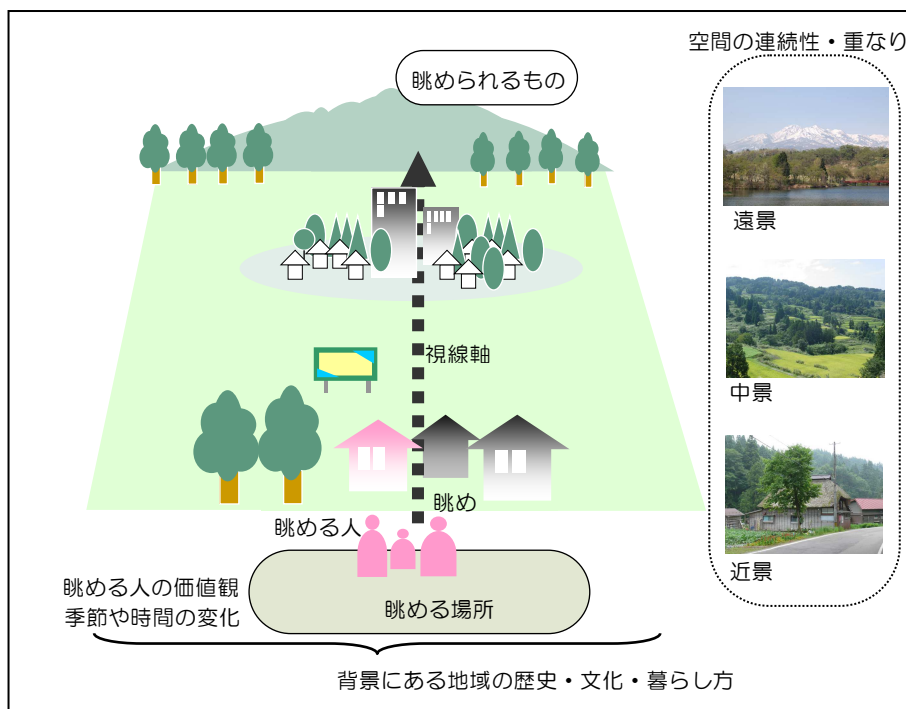 空間の連続性・重なり
眺められるもの
遠景
視線軸
中景
眺め
眺める人
近景
眺める人の価値観
季節や時間の変化
眺める場所
背景にある地域の歴史・文化・暮らし方